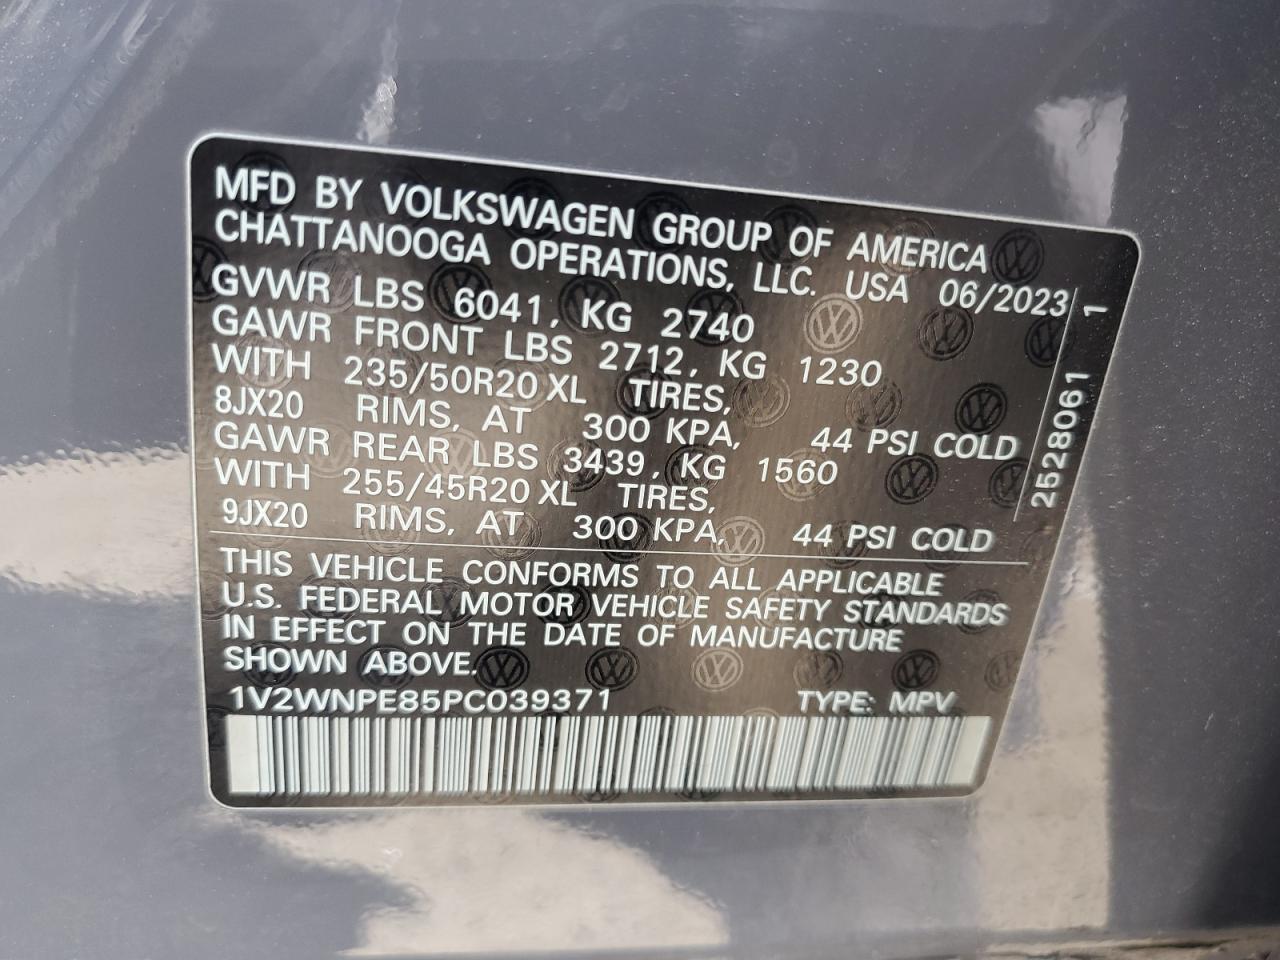 MFD BY VOLKSWAGEN GROUP OF AMERICA
CHATTANOOGA OPERATIONS, LLC. USA 06/2023
GVWR LBS 6041, KG 2740
GAWR FRONT LBS 2712, KG 1230
WITH 235/50R20 XL TIRES,
8JX20 RIMS, AT 300 KPA, 44 PSI COLD
GAWR REAR LBS 3439, KG 1560
WITH 255/45R20 XL TIRES,
9JX20 RIMS, AT 300 KPA, 44 PSI COLD
2528061 1
THIS VEHICLE CONFORMS TO ALL APPLICABLE
U.S. FEDERAL MOTOR VEHICLE SAFETY STANDARDS
IN EFFECT ON THE DATE OF MANUFACTURE
SHOWN ABOVE.
1V2WNPE85PC039371 TYPE: MPV